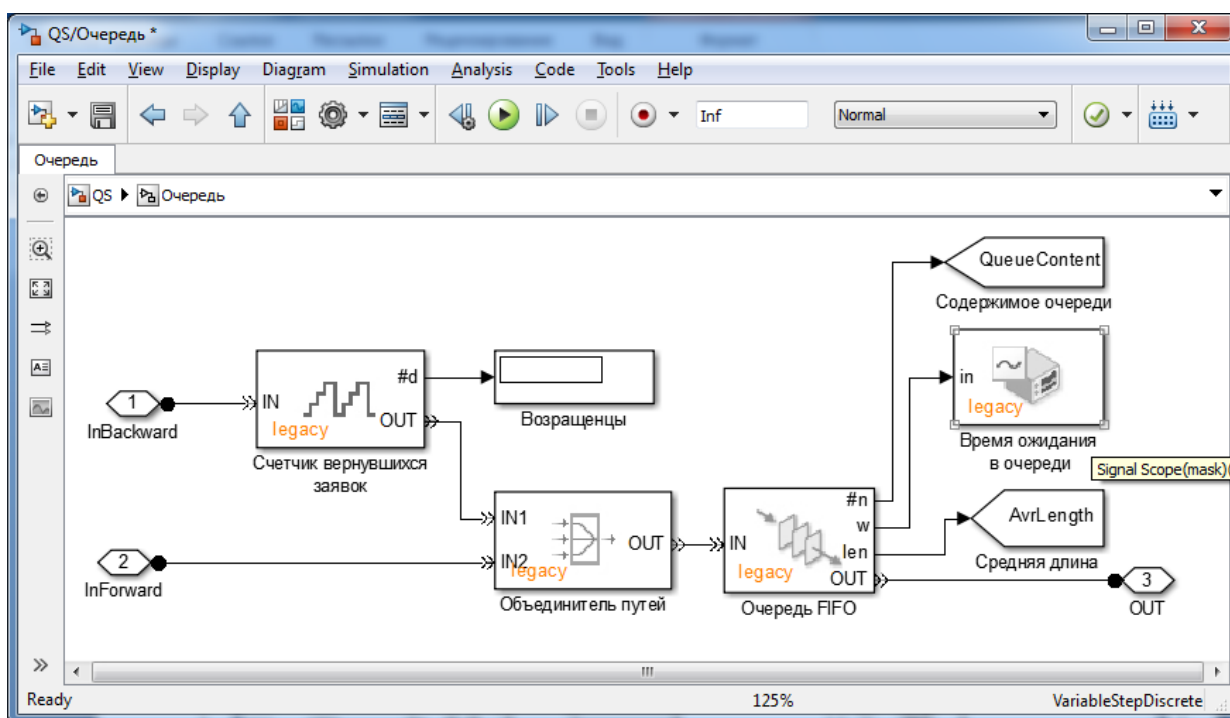 QS/Очередь *
File Edit View Display Diagram Simulation Analysis Code Tools Help
Inf
Normal
Очередь
QS Очередь
QueueContent
Содержимое очереди
#d
IN
OUT
legacy
1
InBackward
Счетчик вернувшихся
заявок
Возращенцы
in
legacy
Время ожидания
в очереди
Signal Scope(mask)
IN1
IN2
OUT
legacy
Объединитель путей
#n
w
len
IN
OUT
legacy
Очередь FIFO
AvrLength
Средняя длина
2
InForward
3
OUT
Ready
125%
VariableStepDiscrete